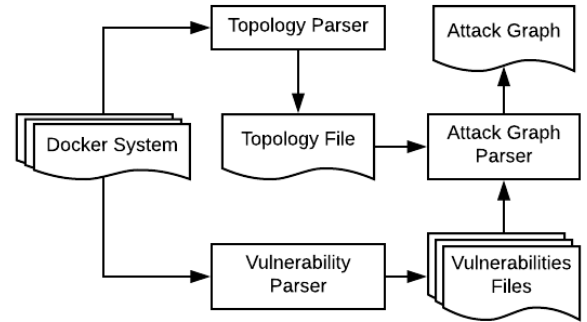 Topology Parser
Attack Graph
Docker System
Topology File
Attack Graph
Parser
Vulnerability
Parser
Vulnerabilities
Files